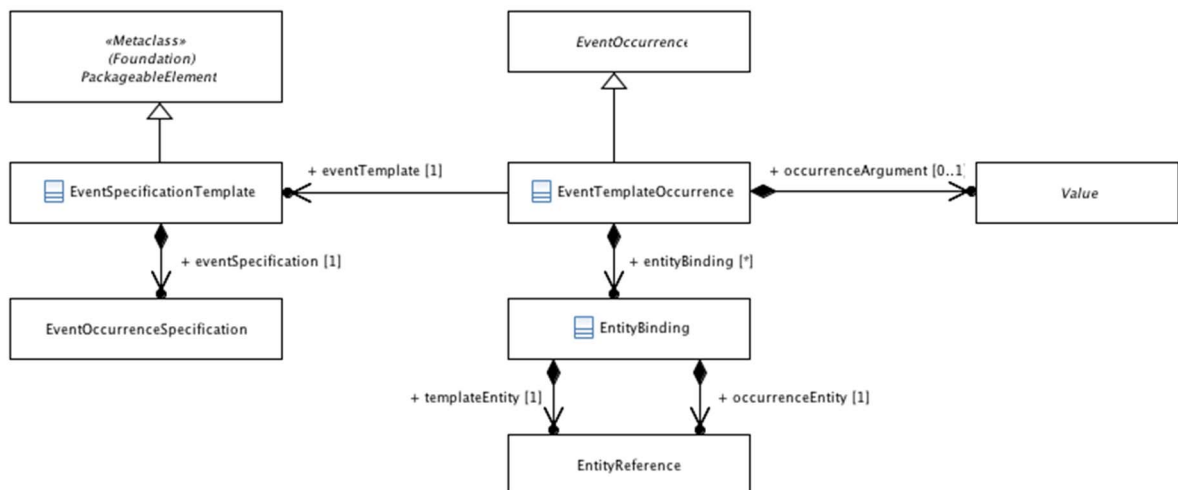 «Metaclass»
(Foundation)
PackageableElement
EventOccurrence
+ eventTemplate [1]
+ occurrenceArgument [0..1]
EventSpecificationTemplate
EventTemplateOccurrence
Value
+ eventSpecification [1]
+ entityBinding [*]
EventOccurrenceSpecification
EntityBinding
+ templateEntity [1]
+ occurrenceEntity [1]
EntityReference